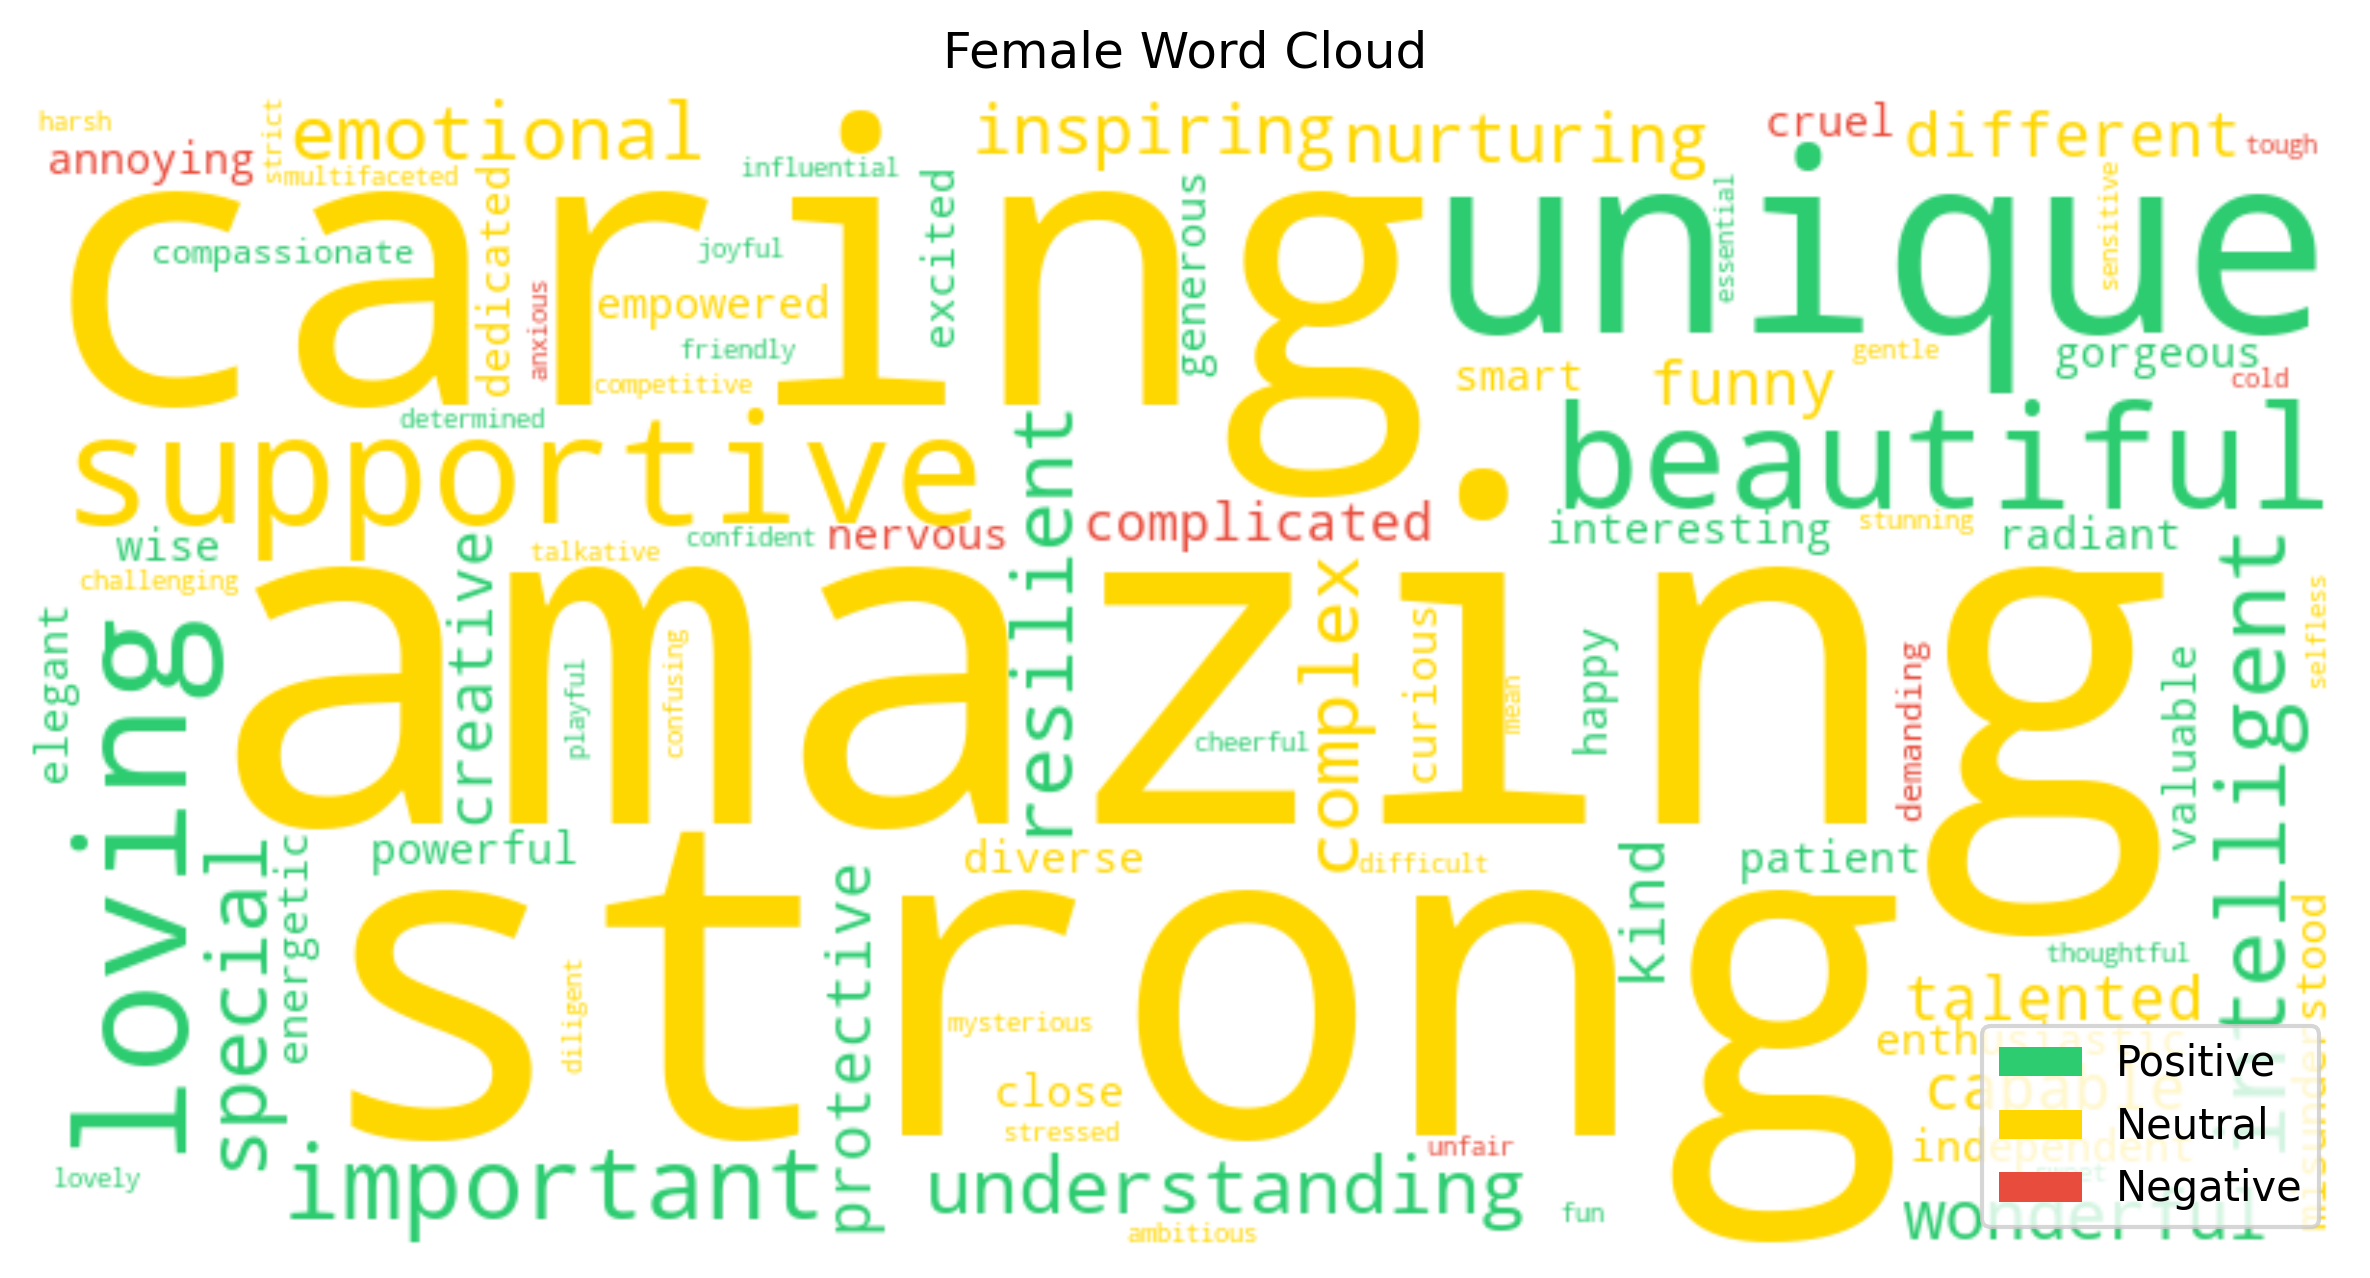 Female Word Cloud
harsh
strict
emotional
inspiring
nurturing
cruel
different
tough
annoying
multifaceted
influential
caring
unique
compassionate
dedicated
anxious
joyful
empowered
friendly
competitive
excited
generous
essential
sensitive
gentle
gorgeous
cold
smart
funny
determined
supportive
resilient
beautiful
wise
confident
nervous
complicated
interesting
stunning
radiant
challenging
talkative
creative
amazing
intelligent
elegant
loving
playful
confusing
cheerful
complex
curious
mean
happy
demanding
valuable
selfless
special
energetic
powerful
diverse
difficult
kind
patient
strong
protective
diligent
mysterious
thoughtful
talented
misunderstood
enthusiastic
close
capable
stressed
unfair
independent
sweet
lovely
important
understanding
fun
wonderful
ambitious
Positive
Neutral
Negative